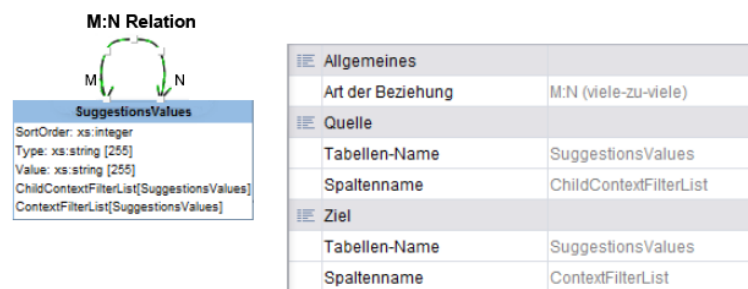 M:N Relation
M
N
SuggestionsValues
SortOrder: xs:integer
Type: xs:string [255]
Value: xs:string [255]
ChildContextFilterList[SuggestionsValues]
ContextFilterList[SuggestionsValues]
Allgemeines
Art der Beziehung M:N (viele-zu-viele)
Quelle
Tabellen-Name SuggestionsValues
Spaltenname ChildContextFilterList
Ziel
Tabellen-Name SuggestionsValues
Spaltenname ContextFilterList